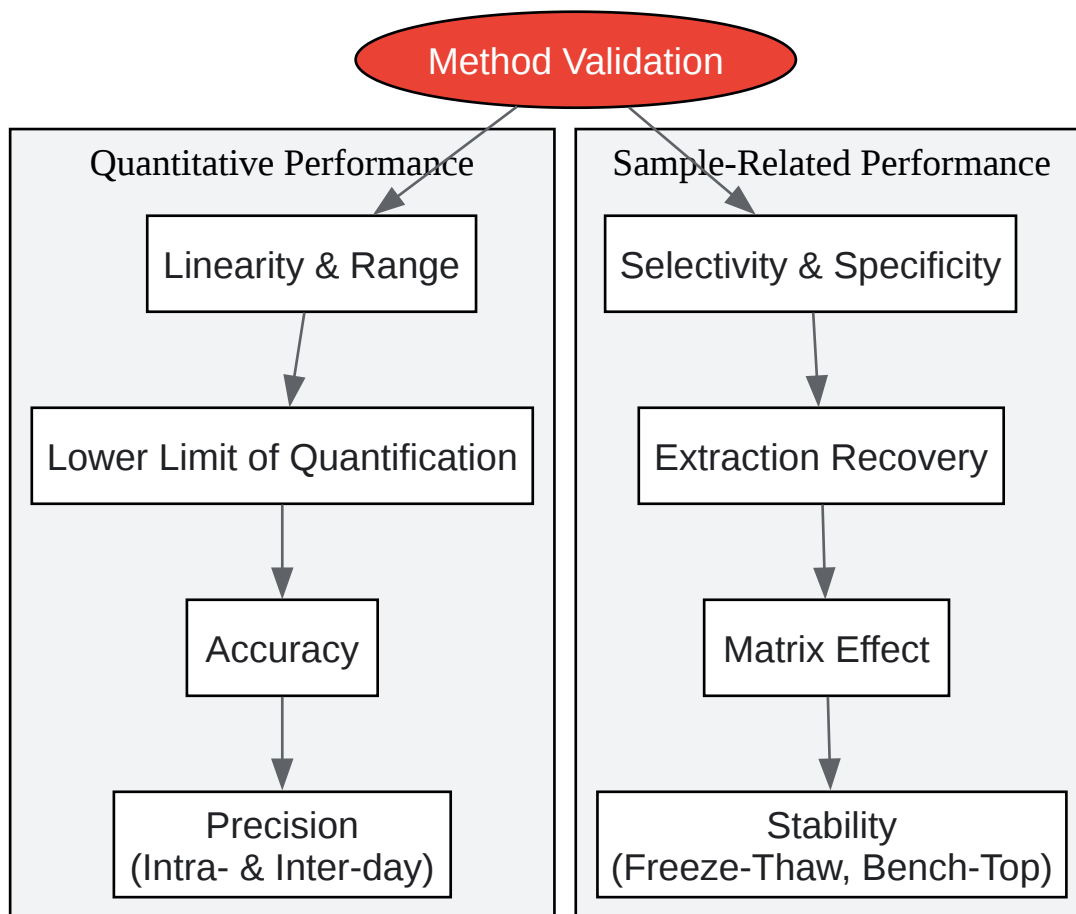 Method Validation
Quantitative Performance
Linearity & Range
Lower Limit of Quantification
Accuracy
Precision
(Intra- & Inter-day)
Sample-Related Performance
Selectivity & Specificity
Extraction Recovery
Matrix Effect
Stability
(Freeze-Thaw, Bench-Top)